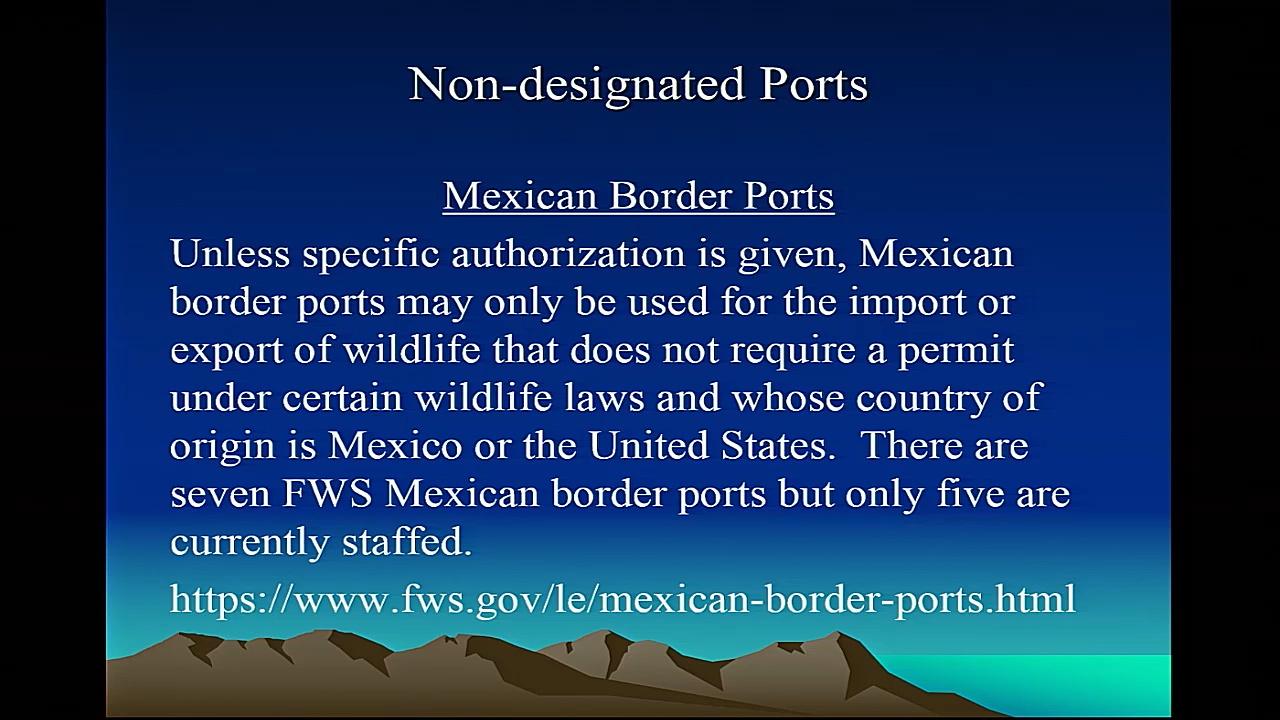 Non-designated Ports
Mexican Border Ports
Unless specific authorization is given, Mexican
border ports may only be used for the import or
export of wildlife that does not require a permit
under certain wildlife laws and whose country of
origin is Mexico or the United States.  There are
seven FWS Mexican border ports but only five are
currently staffed.
https://www.fws.gov/le/mexican-border-ports.html